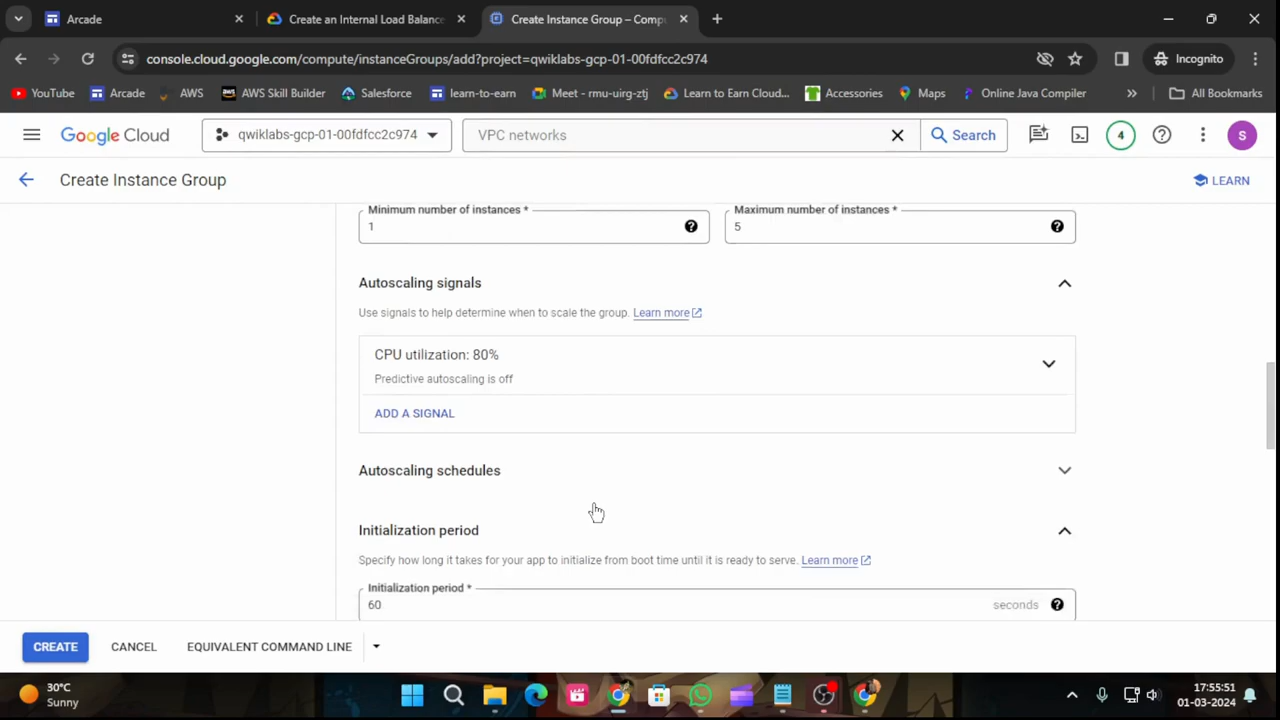 Arcade
Create an Internal Load Balance
Create Instance Group – Compu
console.cloud.google.com/compute/instanceGroups/add?project=qwiklabs-gcp-01-00fdfcc2c974
Incognito
YouTube
Arcade
AWS
AWS Skill Builder
Salesforce
learn-to-earn
Meet - rmu-uirg-ztj
Learn to Earn Cloud...
Accessories
Maps
Online Java Compiler
All Bookmarks
Google Cloud
qwiklabs-gcp-01-00fdfcc2c974
VPC networks
Search
4
S
Create Instance Group
LEARN
Minimum number of instances *
1
Maximum number of instances *
5
Autoscaling signals
Use signals to help determine when to scale the group. Learn more
CPU utilization: 80%
Predictive autoscaling is off
ADD A SIGNAL
Autoscaling schedules
Initialization period
Specify how long it takes for your app to initialize from boot time until it is ready to serve. Learn more
Initialization period *
60
seconds
CREATE
CANCEL
EQUIVALENT COMMAND LINE
30°C
Sunny
17:55:51
01-03-2024